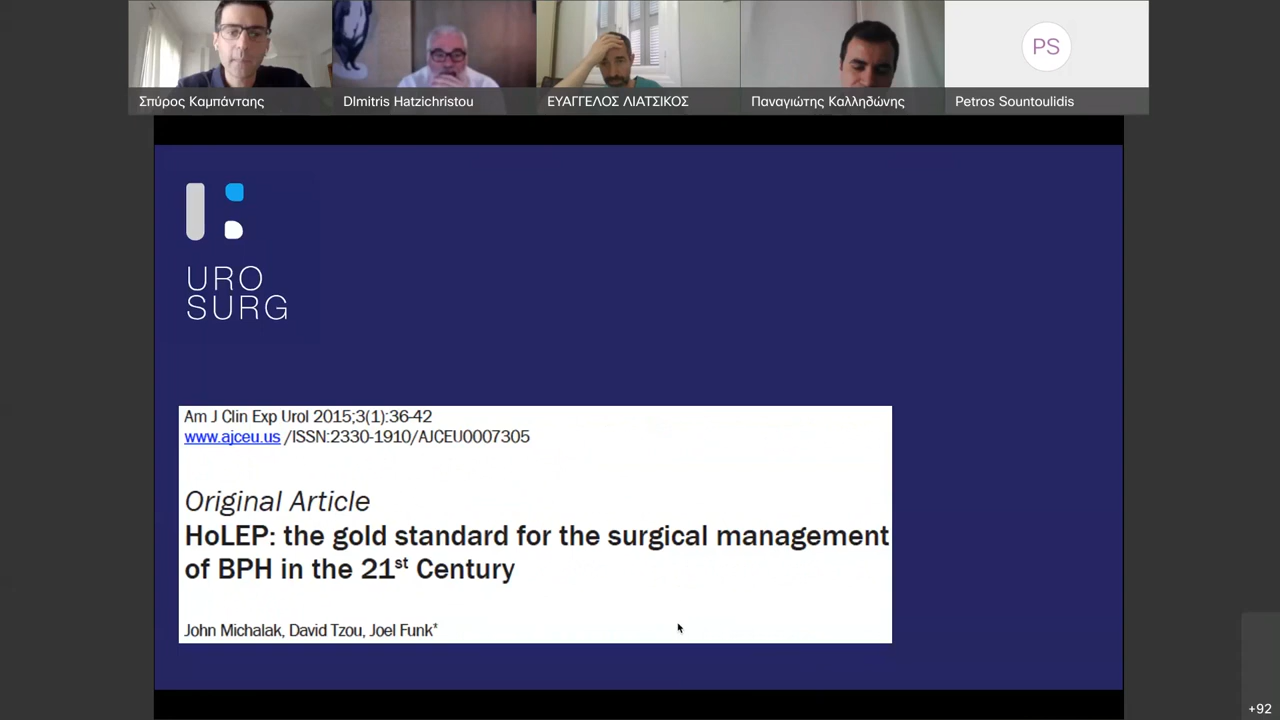 Σπύρος Καμπάνταης
DImitris Hatzichristou
ΕΥΑΓΓΕΛΟΣ ΛΙΑΤΣΙΚΟΣ
Παναγιώτης Καλληδώνης
PS
Petros Sountoulidis
URO
SURG
Am J Clin Exp Urol 2015;3(1):36-42
www.ajceu.us /ISSN:2330-1910/AJCEU0007305
Original Article
HoLEP: the gold standard for the surgical management
of BPH in the 21st Century
John Michalak, David Tzou, Joel Funk*
+92